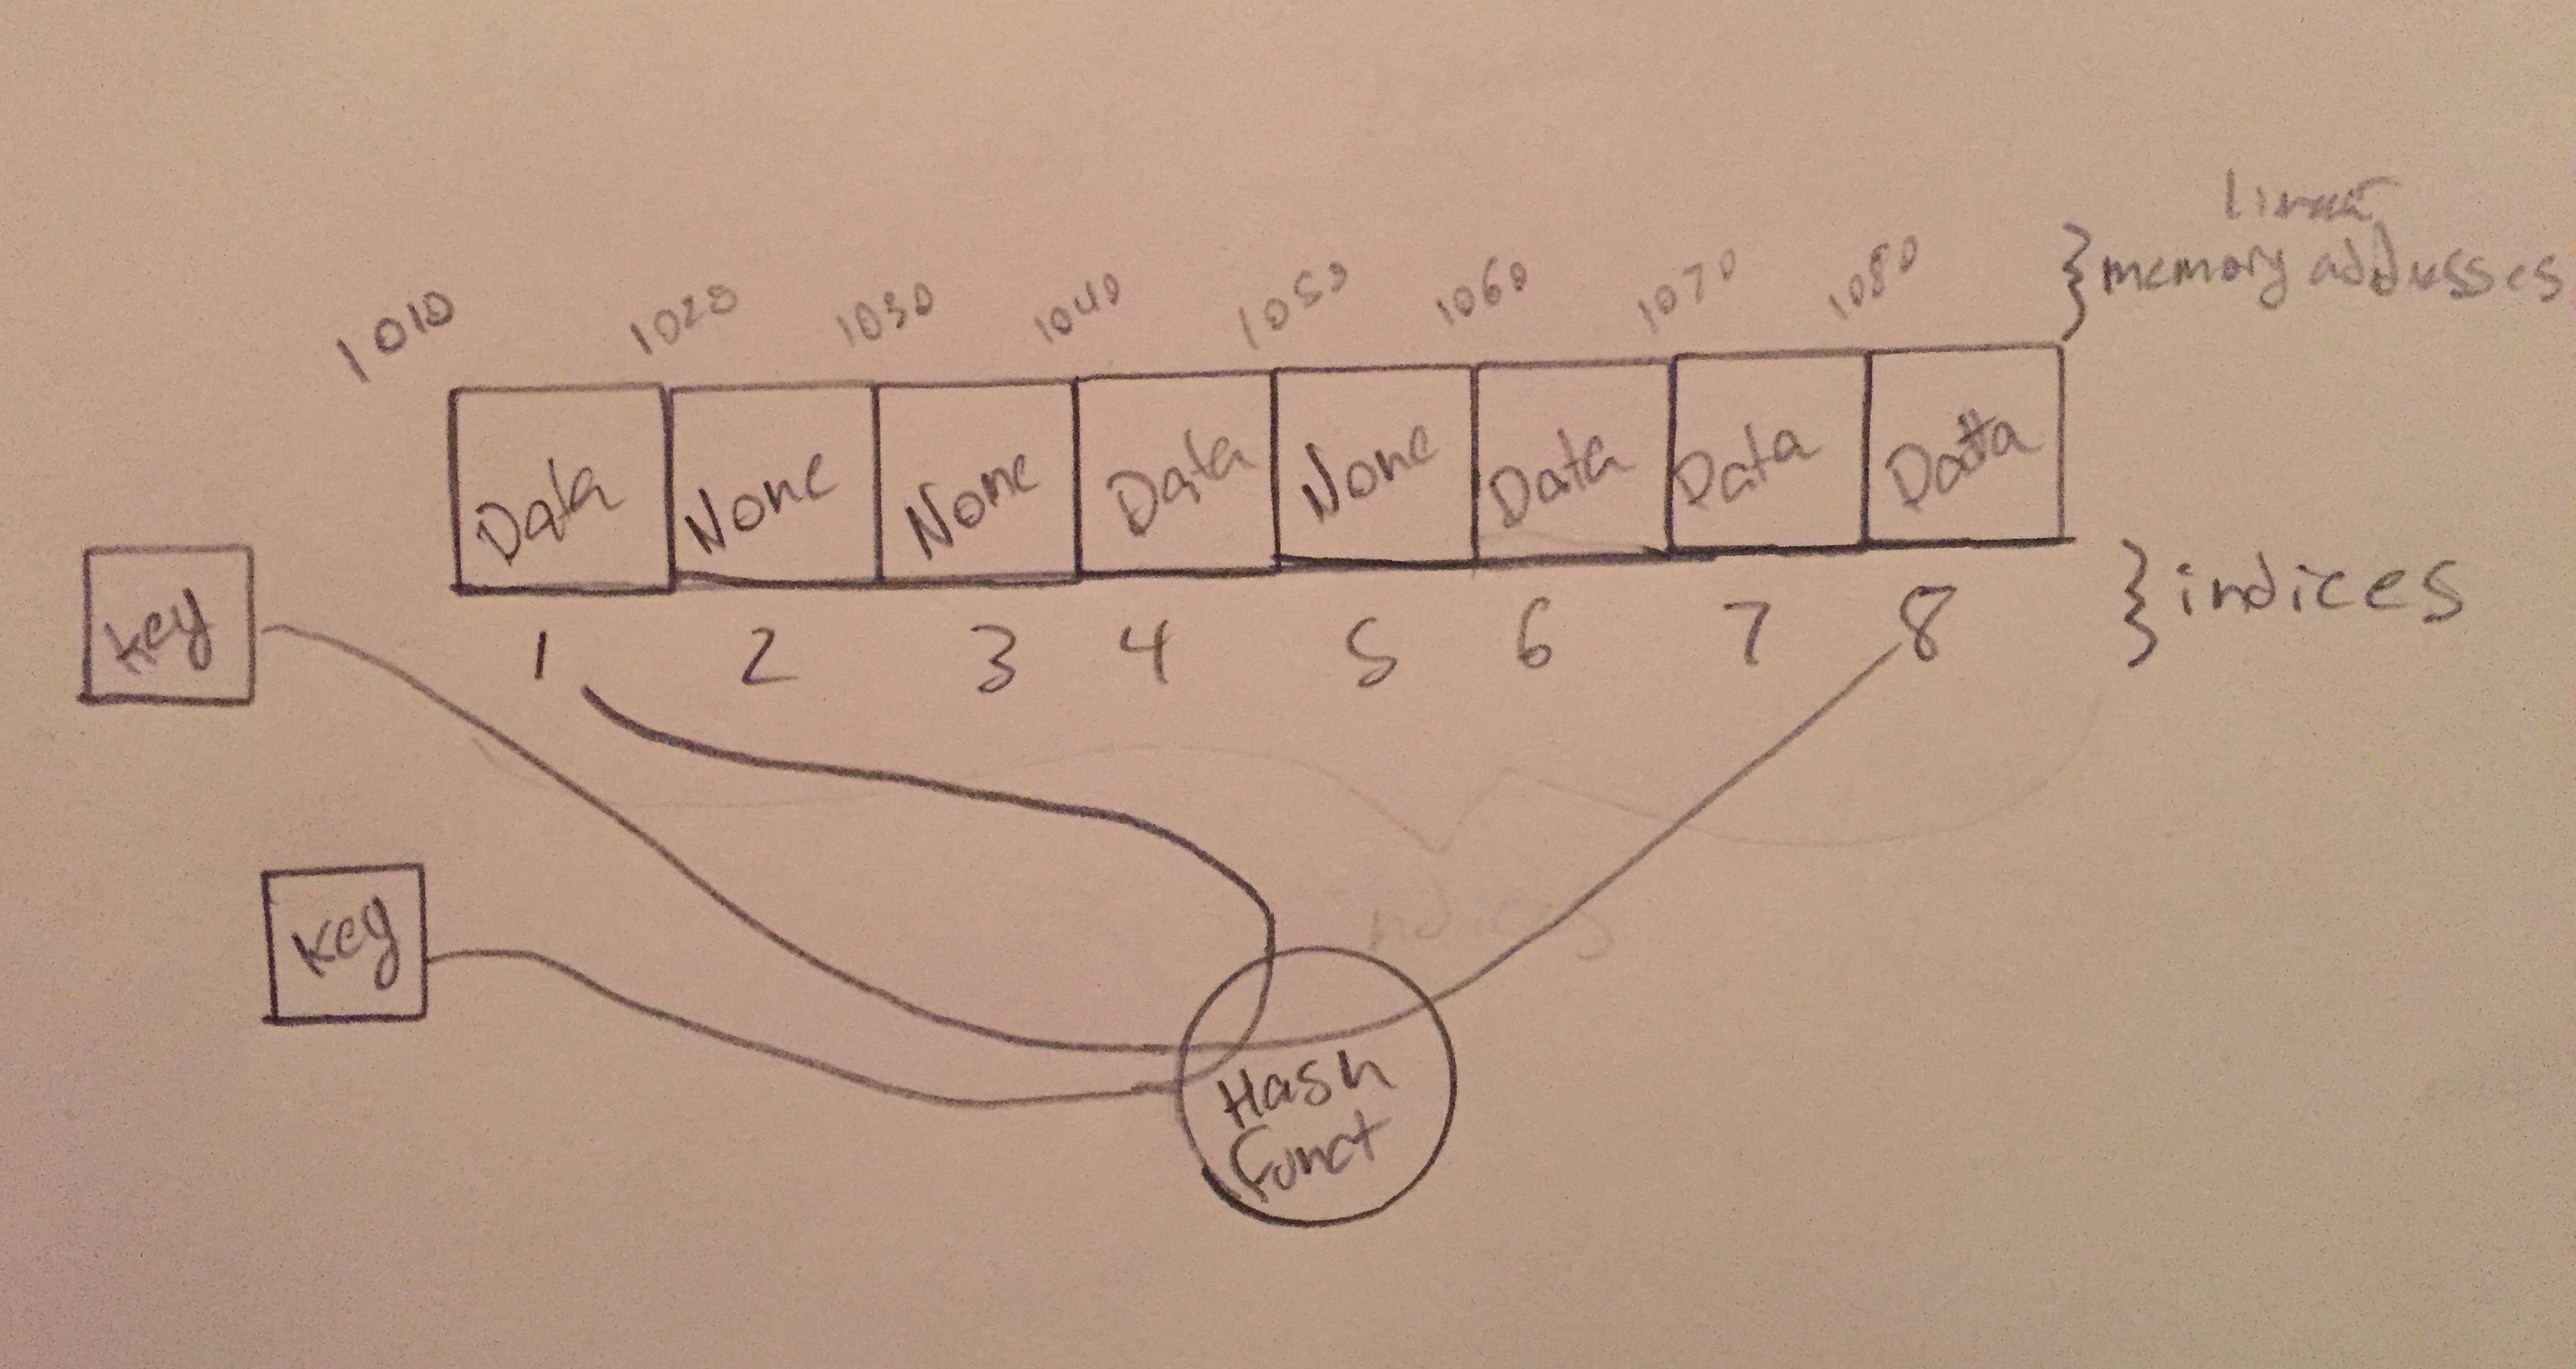 linear
1010 1020 1030 1040 1050 1060 1070 1080 } memory addresses
Data None None Data None Data Data Data
1 2 3 4 5 6 7 8 } indices
key
key
indices
Hash
Funct